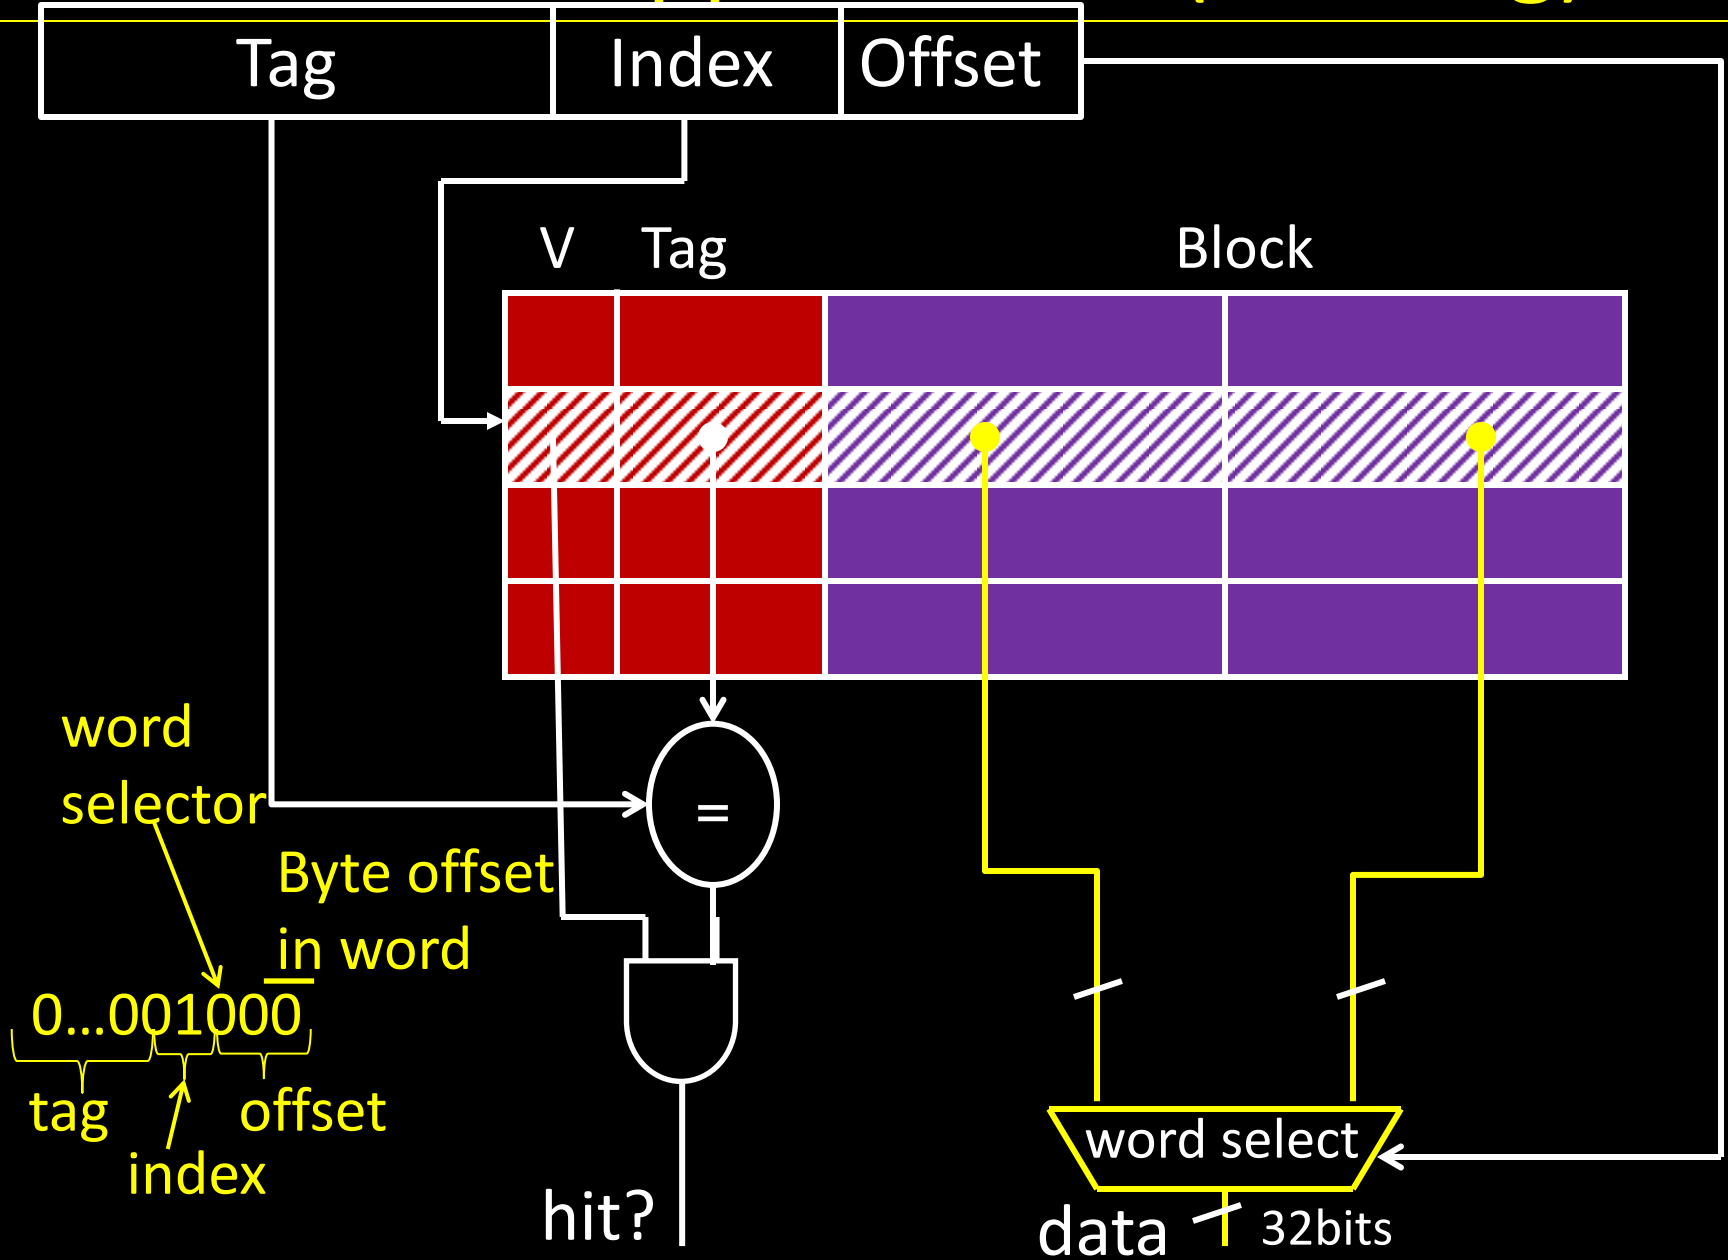 Tag Index Offset
V Tag Block
word
selector
=
Byte offset
in word
0...001000
tag offset
index
word select
hit?
data 32bits